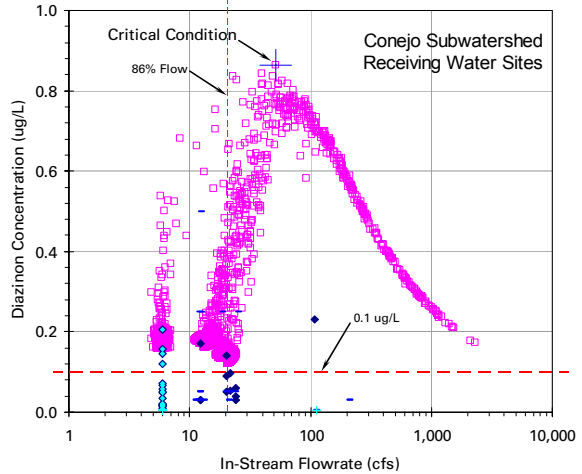 Conejo Subwatershed
Receiving Water Sites
Critical Condition
86% Flow
0.1 ug/L
Diazinon Concentration (ug/L)
1.0
0.8
0.6
0.4
0.2
0.0
1
10
100
1,000
10,000
In-Stream Flowrate (cfs)